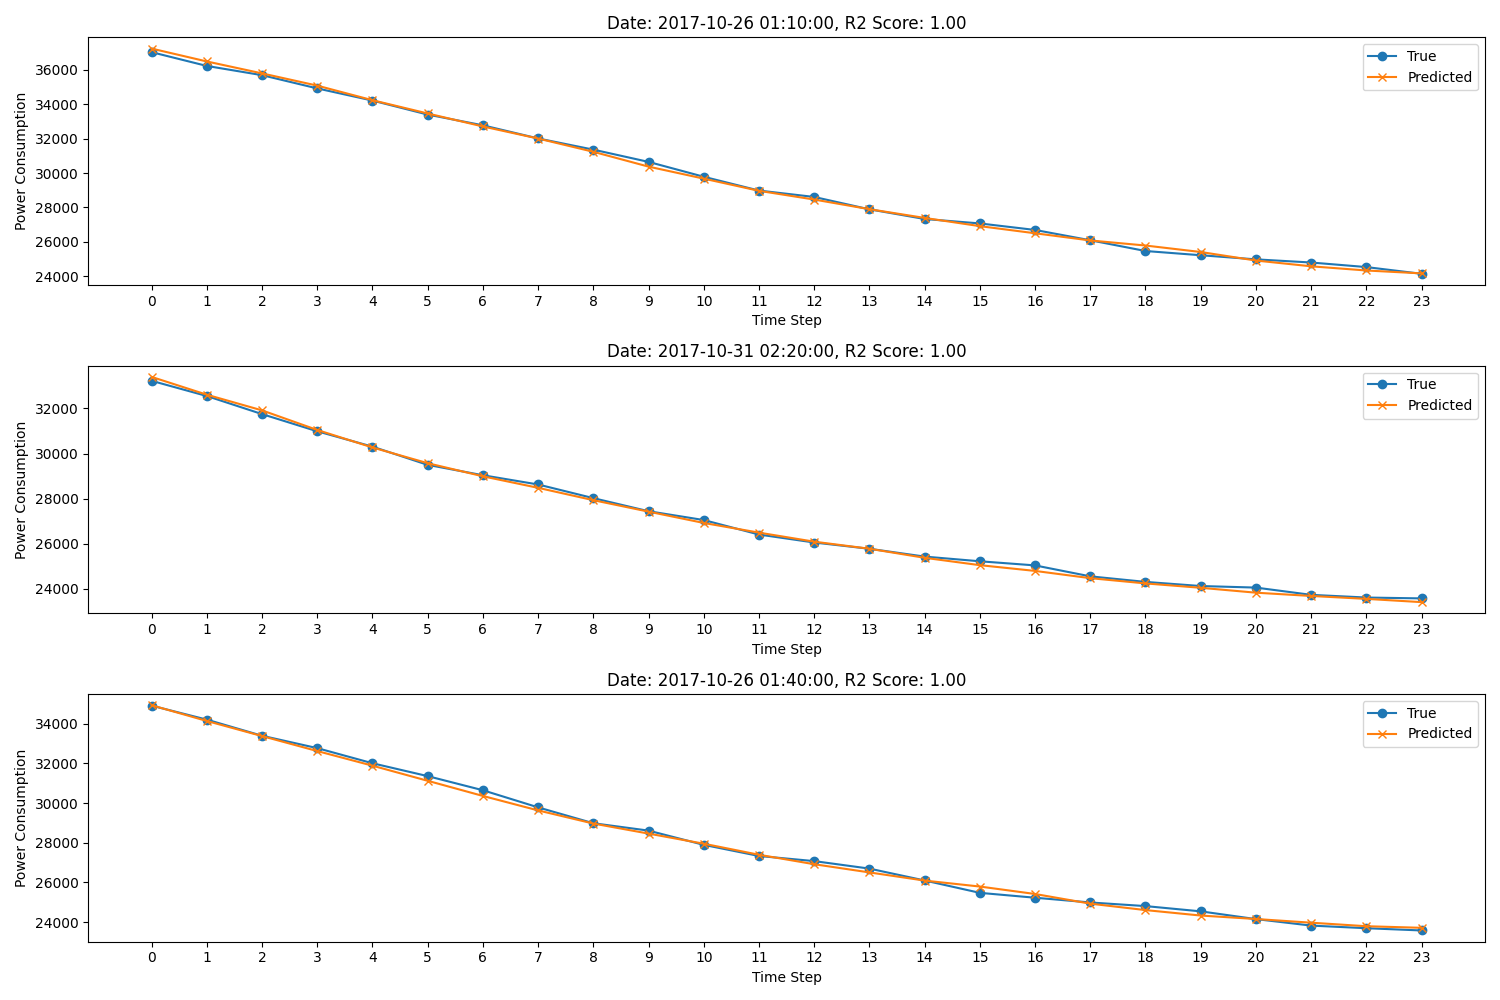 Date: 2017-10-26 01:10:00, R2 Score: 1.00
True
Predicted
Power Consumption
36000
34000
32000
30000
28000
26000
24000
0 1 2 3 4 5 6 7 8 9 10 11 12 13 14 15 16 17 18 19 20 21 22 23
Time Step
Date: 2017-10-31 02:20:00, R2 Score: 1.00
True
Predicted
Power Consumption
32000
30000
28000
26000
24000
0 1 2 3 4 5 6 7 8 9 10 11 12 13 14 15 16 17 18 19 20 21 22 23
Time Step
Date: 2017-10-26 01:40:00, R2 Score: 1.00
True
Predicted
Power Consumption
34000
32000
30000
28000
26000
24000
0 1 2 3 4 5 6 7 8 9 10 11 12 13 14 15 16 17 18 19 20 21 22 23
Time Step